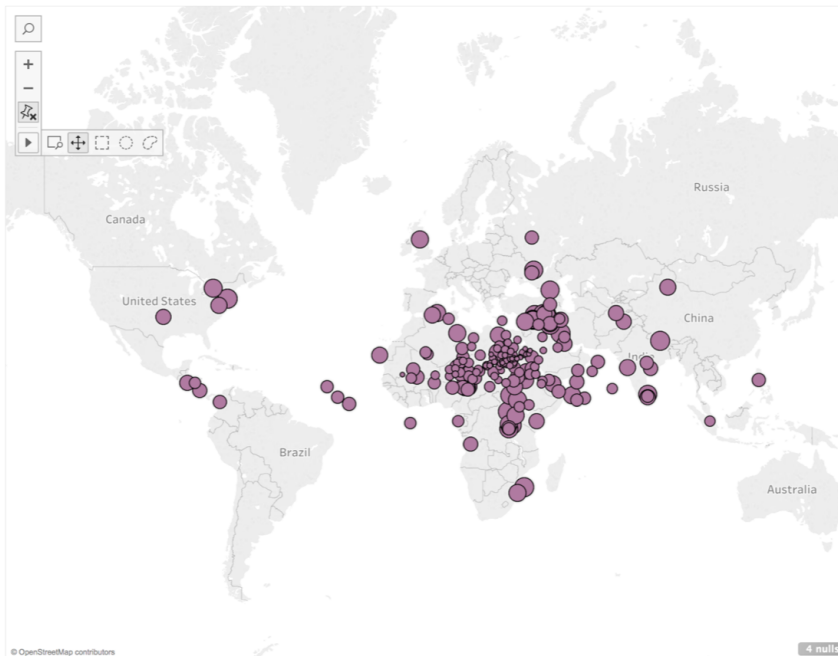 Russia
Canada
United States
China
India
Brazil
Australia
© OpenStreetMap contributors
4 nulls